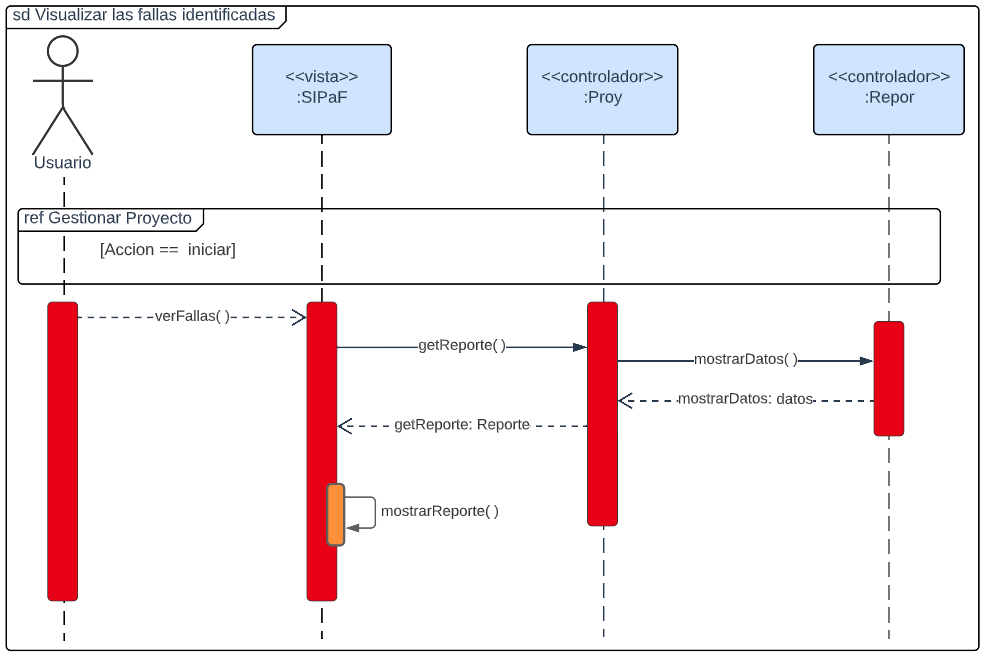 sd Visualizar las fallas identificadas
<<vista>>
:SIPaF
<<controlador>>
:Proy
<<controlador>>
:Repor
Usuario
ref Gestionar Proyecto
[Accion ==  iniciar]
verFallas( )
getReporte( )
mostrarDatos( )
mostrarDatos: datos
getReporte: Reporte
mostrarReporte( )